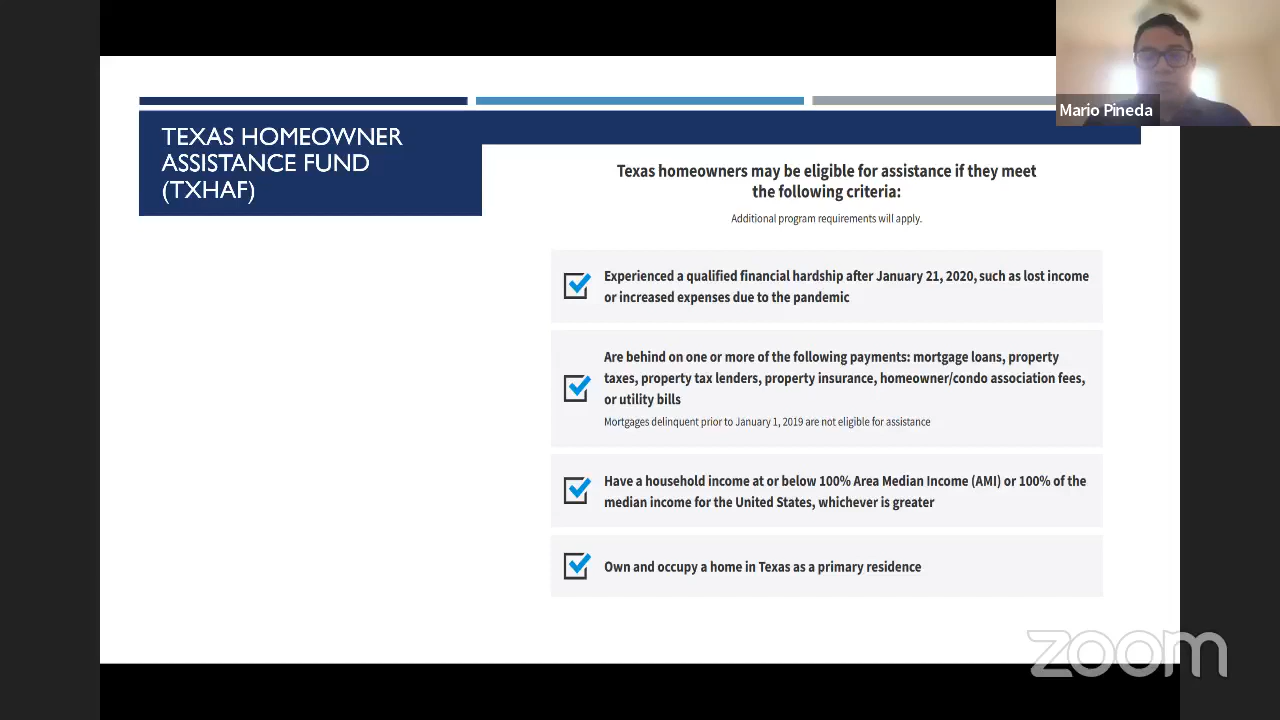 Mario Pineda
TEXAS HOMEOWNER
ASSISTANCE FUND
(TXHAF)
Texas homeowners may be eligible for assistance if they meet
the following criteria:
Additional program requirements will apply.
Experienced a qualified financial hardship after January 21, 2020, such as lost income
or increased expenses due to the pandemic
Are behind on one or more of the following payments: mortgage loans, property
taxes, property tax lenders, property insurance, homeowner/condo association fees,
or utility bills
Mortgages delinquent prior to January 1, 2019 are not eligible for assistance
Have a household income at or below 100% Area Median Income (AMI) or 100% of the
median income for the United States, whichever is greater
Own and occupy a home in Texas as a primary residence
zoom